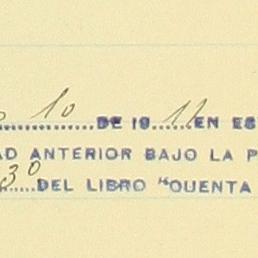 10 DE 19 11 EN ES
AD ANTERIOR BAJO LA P
30 DEL LIBRO "CUENTA